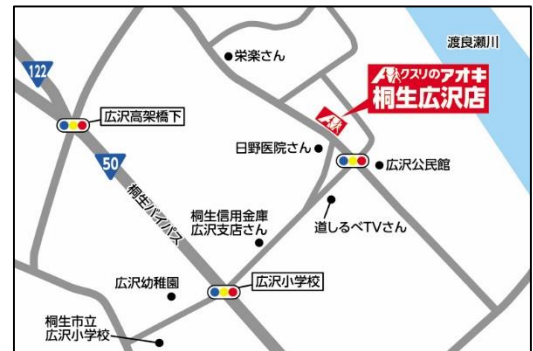 渡良瀬川
栄楽さん
クスリのアオキ
桐生広沢店
122
広沢高架橋下
日野医院さん
広沢公民館
50
桐生バイパス
桐生信用金庫
広沢支店さん
道しるべTVさん
広沢幼稚園
広沢小学校
桐生市立
広沢小学校